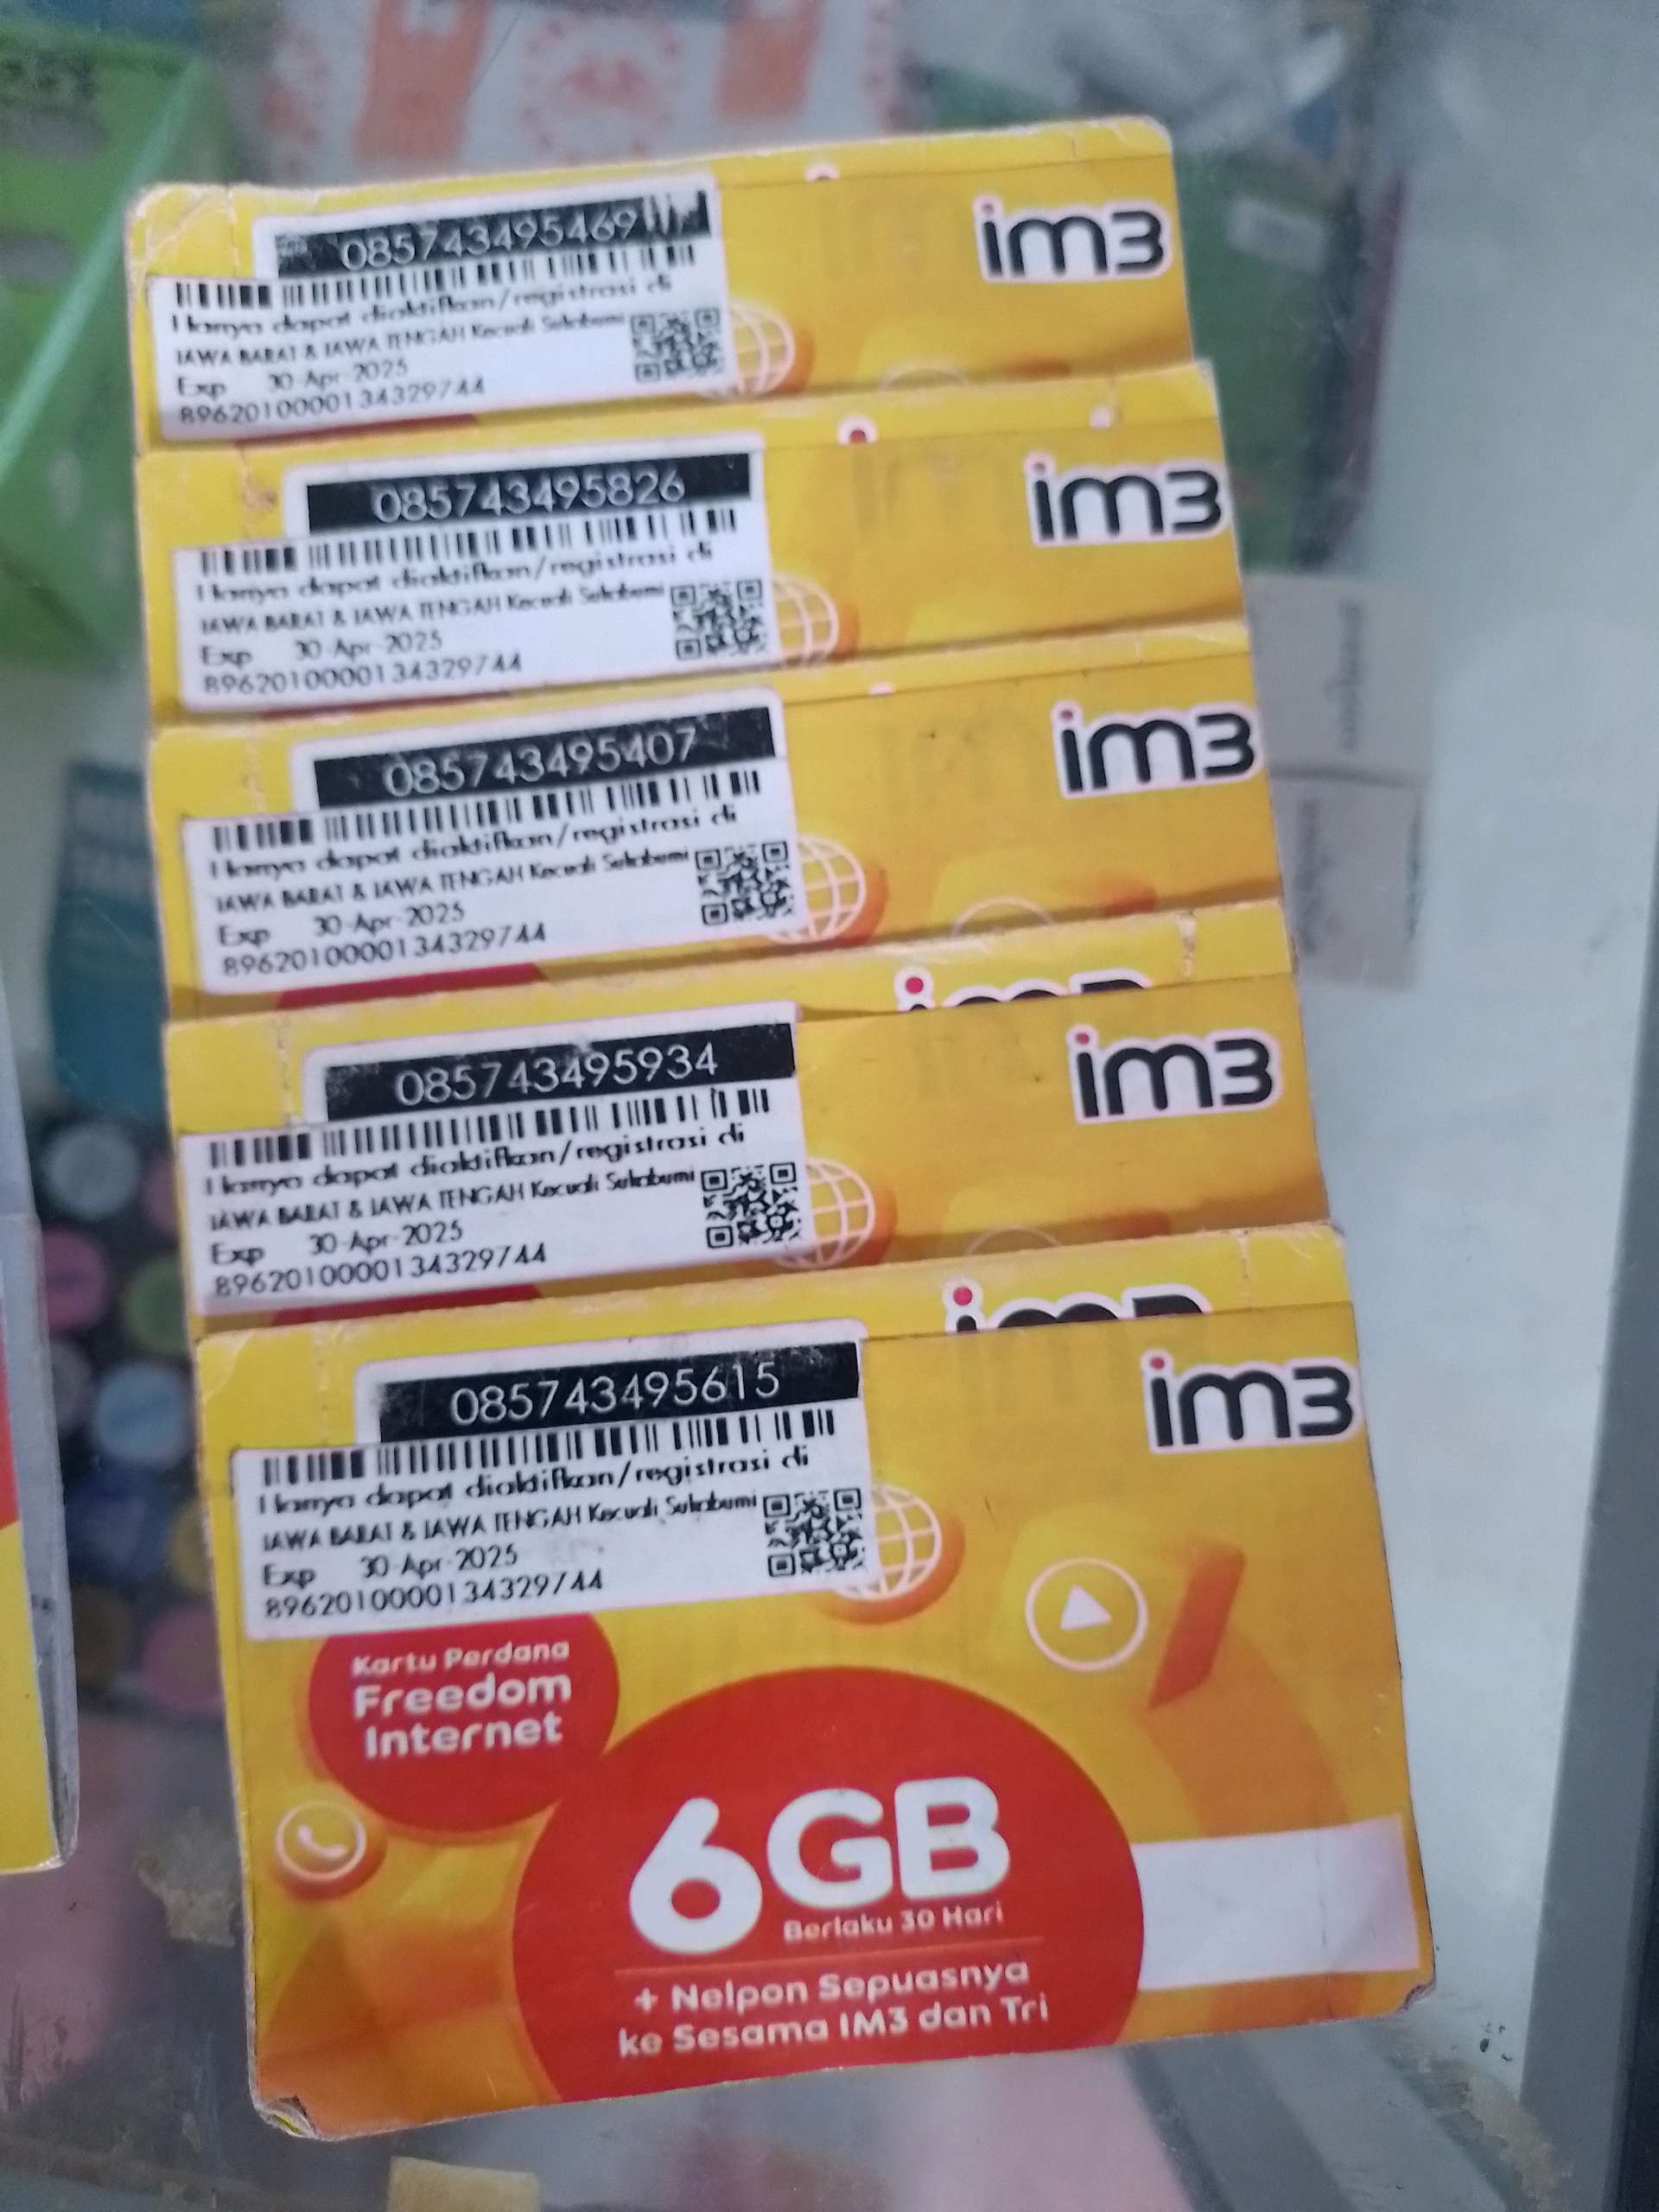 085743495469
im3
Hanya dapat diaktifkan/registrasi di
JAWA BARAT & JAWA TENGAH Kecuali Sukabumi
Exp 30-Apr-2025
8962010000134329744
085743495826
im3
Hanya dapat diaktifkan/registrasi di
JAWA BARAT & JAWA TENGAH Kecuali Sukabumi
Exp 30-Apr-2025
8962010000134329744
085743495407
im3
Hanya dapat diaktifkan/registrasi di
JAWA BARAT & JAWA TENGAH Kecuali Sukabumi
Exp 30-Apr-2025
8962010000134329744
085743495934
im3
Hanya dapat diaktifkan/registrasi di
JAWA BARAT & JAWA TENGAH Kecuali Sukabumi
Exp 30-Apr-2025
8962010000134329744
085743495615
im3
Hanya dapat diaktifkan/registrasi di
JAWA BARAT & JAWA TENGAH Kecuali Sukabumi
Exp 30-Apr-2025
8962010000134329744
Kartu Perdana
Freedom
Internet
6GB
Berlaku 30 Hari
+ Nelpon Sepuasnya
ke Sesama IM3 dan Tri